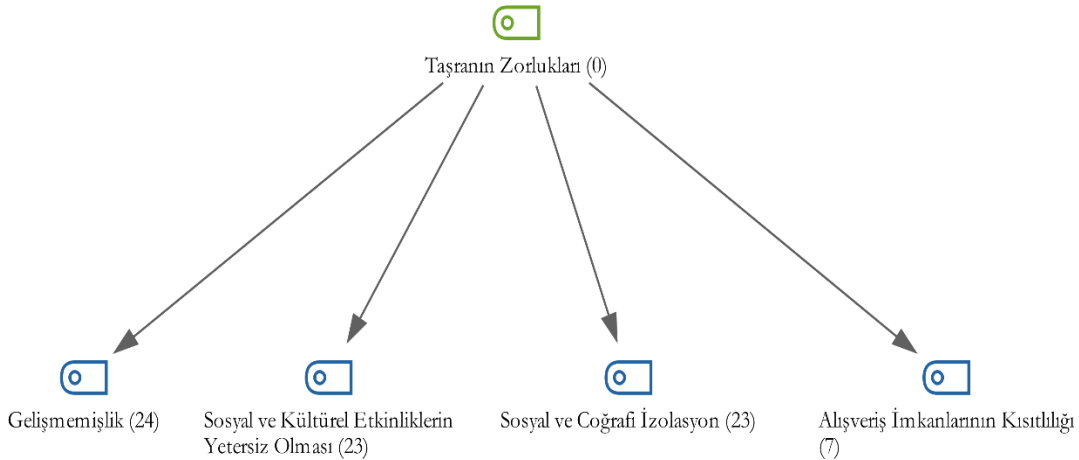 Taşranın Zorlukları (0)
Gelişmemişlik (24)
Sosyal ve Kültürel Etkinliklerin
Yetersiz Olması (23)
Sosyal ve Coğrafi İzolasyon (23)
Alışveriş İmkanlarının Kısıtlılığı
(7)